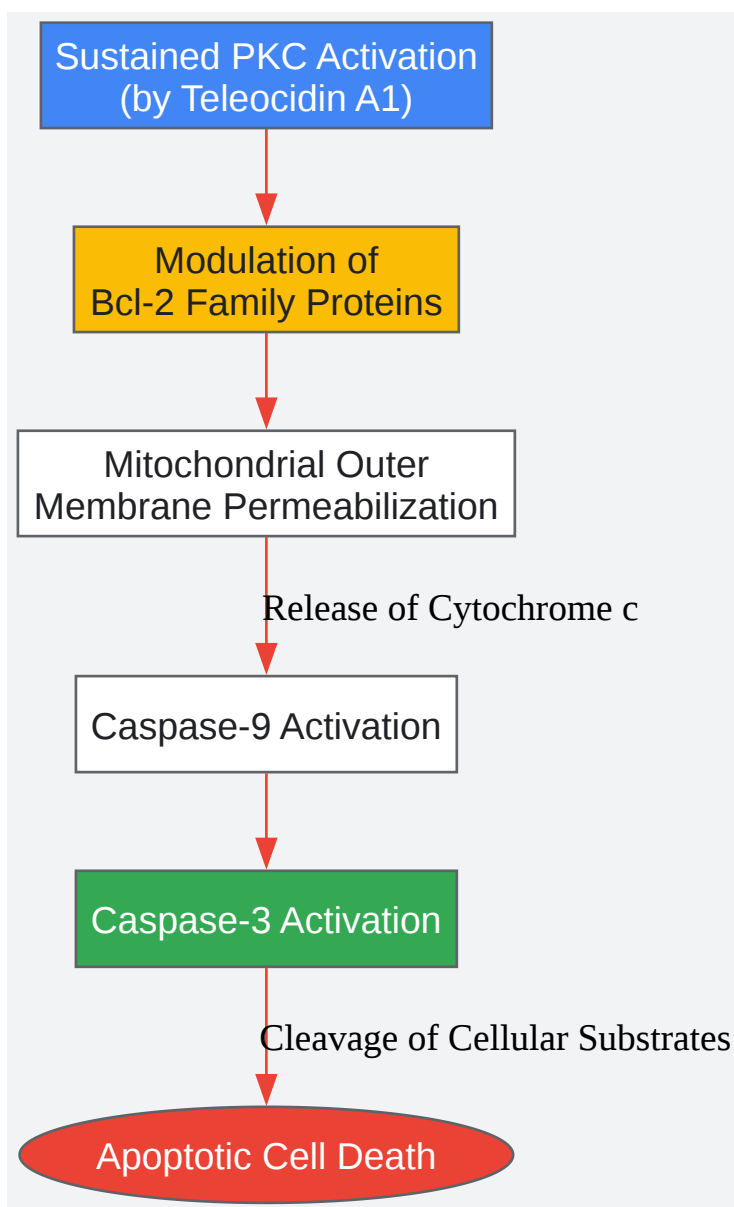 Sustained PKC Activation
(by Teleocidin A1)
Modulation of
Bcl-2 Family Proteins
Mitochondrial Outer
Membrane Permeabilization
Release of Cytochrome c
Caspase-9 Activation
Caspase-3 Activation
Cleavage of Cellular Substrates
Apoptotic Cell Death